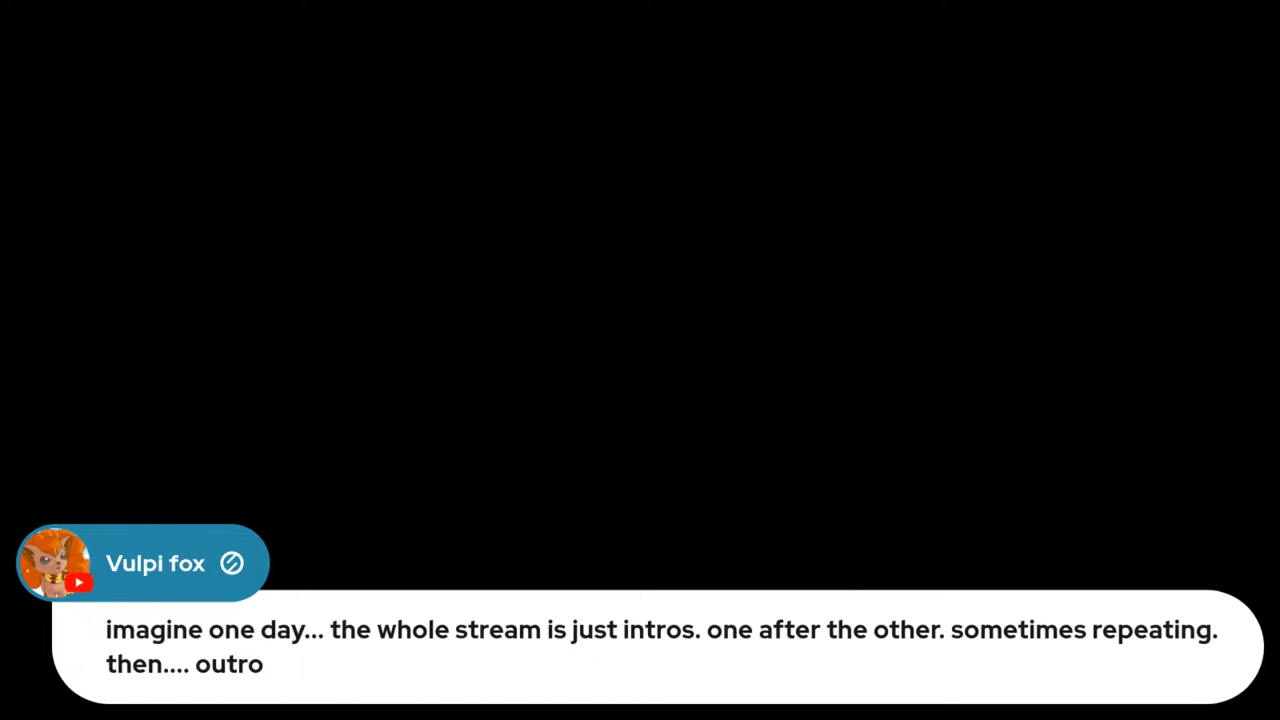 Vulpi fox
imagine one day... the whole stream is just intros. one after the other. sometimes repeating.
then.... outro